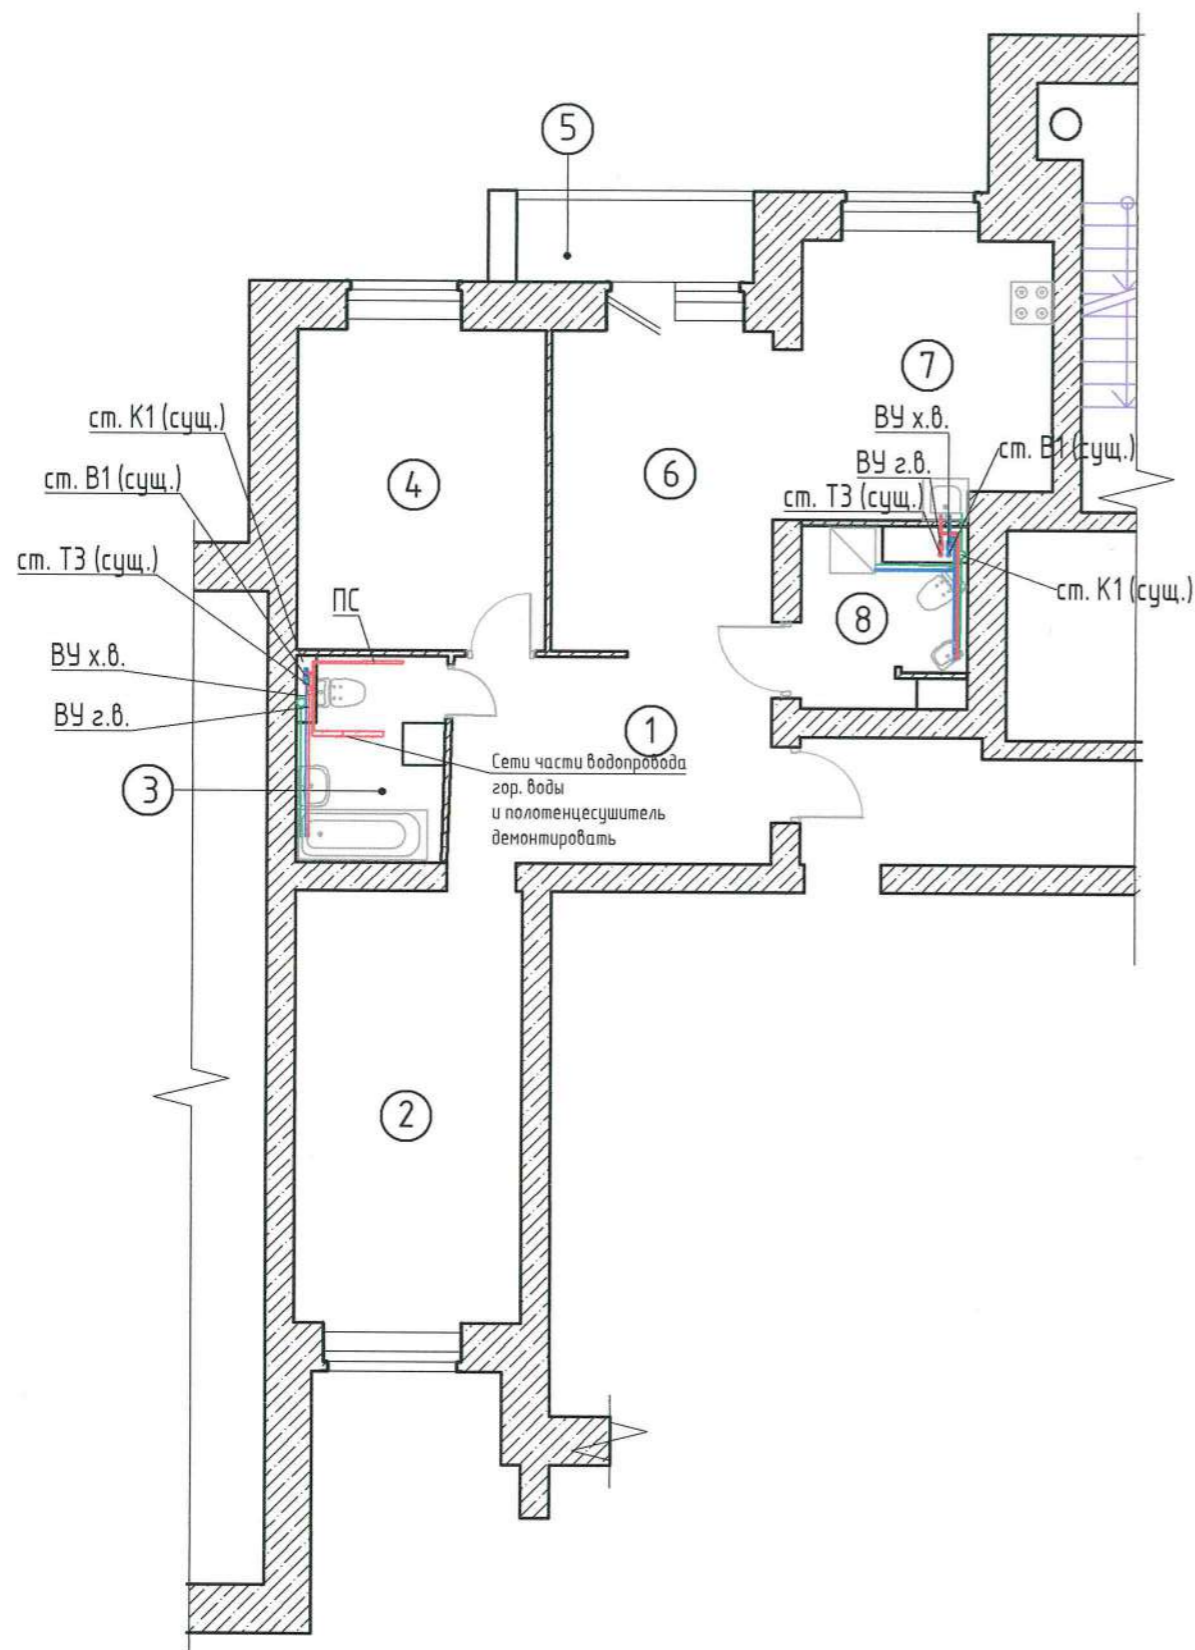 5
7
ст. К1 (сущ.)
ВУ х.в.
ст. В1 (сущ.)
ВУ г.в.
4
6
ст. В1 (сущ.)
ст. Т3 (сущ.)
ст. Т3 (сущ.)
ст. К1 (сущ.)
ПС
8
ВУ х.в.
ВУ г.в.
1
Сети части водопровода
гор. воды
и полотенцесушитель
демонтировать
3
2